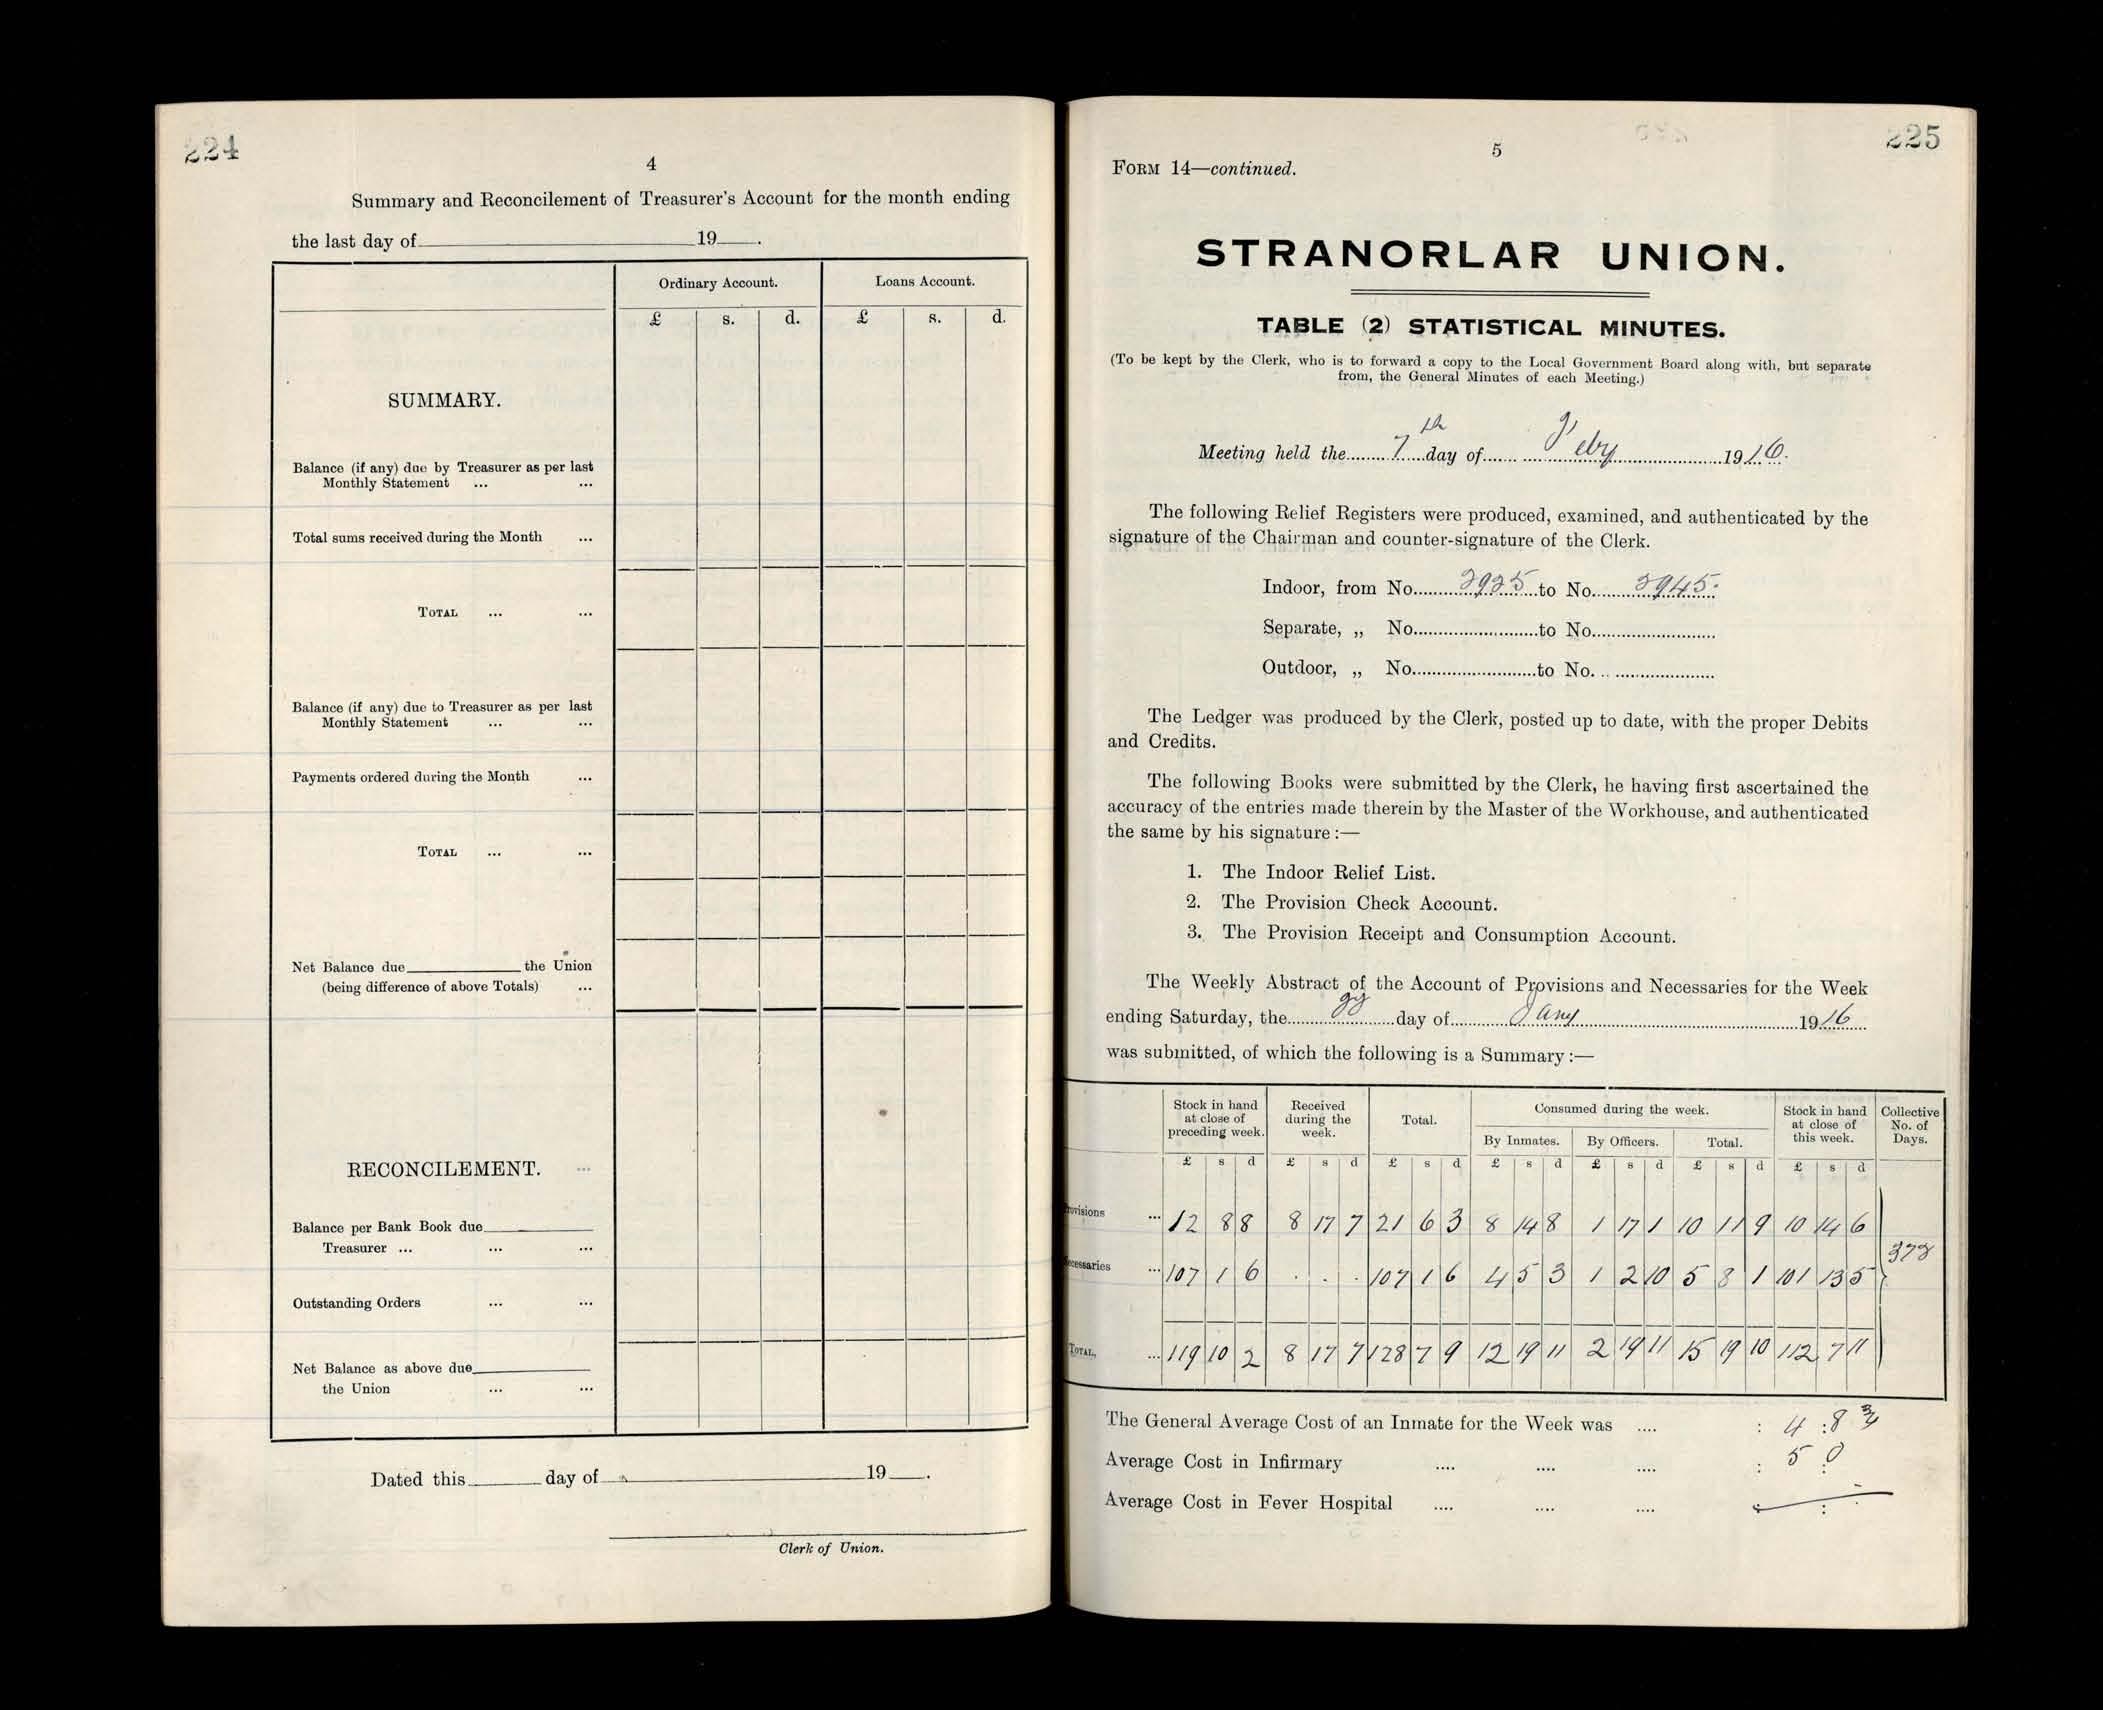 224
4
Summary and Reconcilement of Treasurer's Account for the month ending
the last day of 19 .
Ordinary Account. Loans Account.
£ s. d. £ s. d.
SUMMARY.
Balance (if any) due by Treasurer as per last
Monthly Statement ... ...
Total sums received during the Month ...
TOTAL ... ...
Balance (if any) due to Treasurer as per last
Monthly Statement ... ...
Payments ordered during the Month ...
TOTAL ... ...
Net Balance due the Union
(being difference of above Totals) ...
RECONCILEMENT. ...
Balance per Bank Book due
Treasurer ... ... ...
Outstanding Orders ... ...
Net Balance as above due
the Union ... ...
Dated this day of 19 .
Clerk of Union.
225
5
FORM 14—continued.
STRANORLAR UNION.
TABLE (2) STATISTICAL MINUTES.
(To be kept by the Clerk, who is to forward a copy to the Local Government Board along with, but separate
from, the General Minutes of each Meeting.)
Meeting held the 7th day of Feby 1916.
The following Relief Registers were produced, examined, and authenticated by the
signature of the Chairman and counter-signature of the Clerk.
Indoor, from No. to No. 3945.
Separate, „ No. to No.
Outdoor, „ No. to No.
The Ledger was produced by the Clerk, posted up to date, with the proper Debits
and Credits.
The following Books were submitted by the Clerk, he having first ascertained the
accuracy of the entries made therein by the Master of the Workhouse, and authenticated
the same by his signature :—
1. The Indoor Relief List.
2. The Provision Check Account.
3. The Provision Receipt and Consumption Account.
The Weekly Abstract of the Account of Provisions and Necessaries for the Week
ending Saturday, the day of Jany 1916
was submitted, of which the following is a Summary :—
Stock in hand at close of preceding week. Received during the week. Total. Consumed during the week. Stock in hand at close of this week. Collective No. of Days.
By Inmates. By Officers. Total.
£ s d £ s d £ s d £ s d £ s d £ s d £ s d
Provisions ... 12 8 8 8 17 7 21 6 3 8 14 8 1 17 1 10 11 9 10 14 6
Necessaries ... 107 1 6 . . . 107 1 6 4 5 3 1 2 10 5 8 1 101 13 5
TOTAL, ... 119 10 2 8 17 7 128 7 9 12 19 11 2 19 11 15 19 10 112 7 11
The General Average Cost of an Inmate for the Week was .... : 4 : 8 ¾
Average Cost in Infirmary .... .... .... : 5 : 0
Average Cost in Fever Hospital .... .... .... : :